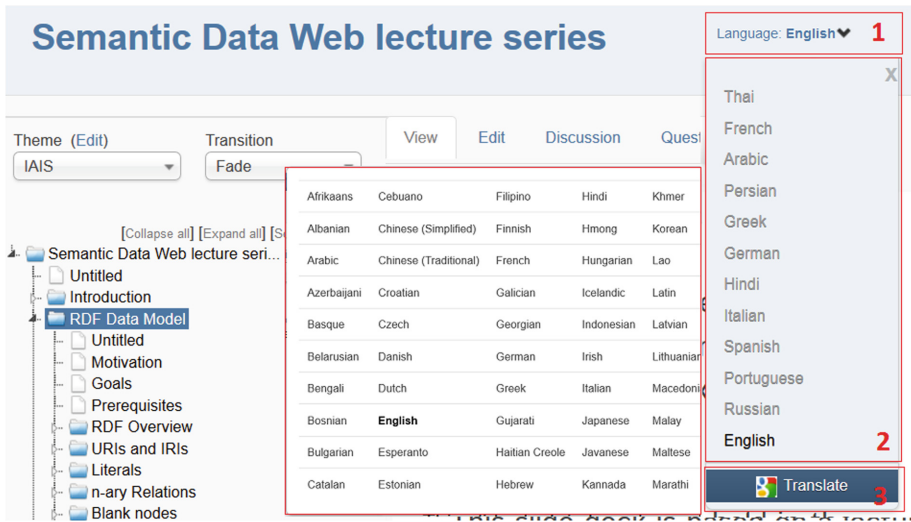 Semantic Data Web lecture series
Language: English 1
X
Thai
French
Arabic
Persian
Greek
German
Hindi
Italian
Spanish
Portuguese
Russian
English 2
Translate 3
Theme (Edit) Transition
IAIS Fade
View Edit Discussion Quest
[Collapse all] [Expand all] [S
Semantic Data Web lecture seri...
Untitled
Introduction
RDF Data Model
Untitled
Motivation
Goals
Prerequisites
RDF Overview
URIs and IRIs
Literals
n-ary Relations
Blank nodes
Afrikaans Cebuano Filipino Hindi Khmer
Albanian Chinese (Simplified) Finnish Hmong Korean
Arabic Chinese (Traditional) French Hungarian Lao
Azerbaijani Croatian Galician Icelandic Latin
Basque Czech Georgian Indonesian Latvian
Belarusian Danish German Irish Lithuanian
Bengali Dutch Greek Italian Macedoni
Bosnian English Gujarati Japanese Malay
Bulgarian Esperanto Haitian Creole Javanese Maltese
Catalan Estonian Hebrew Kannada Marathi